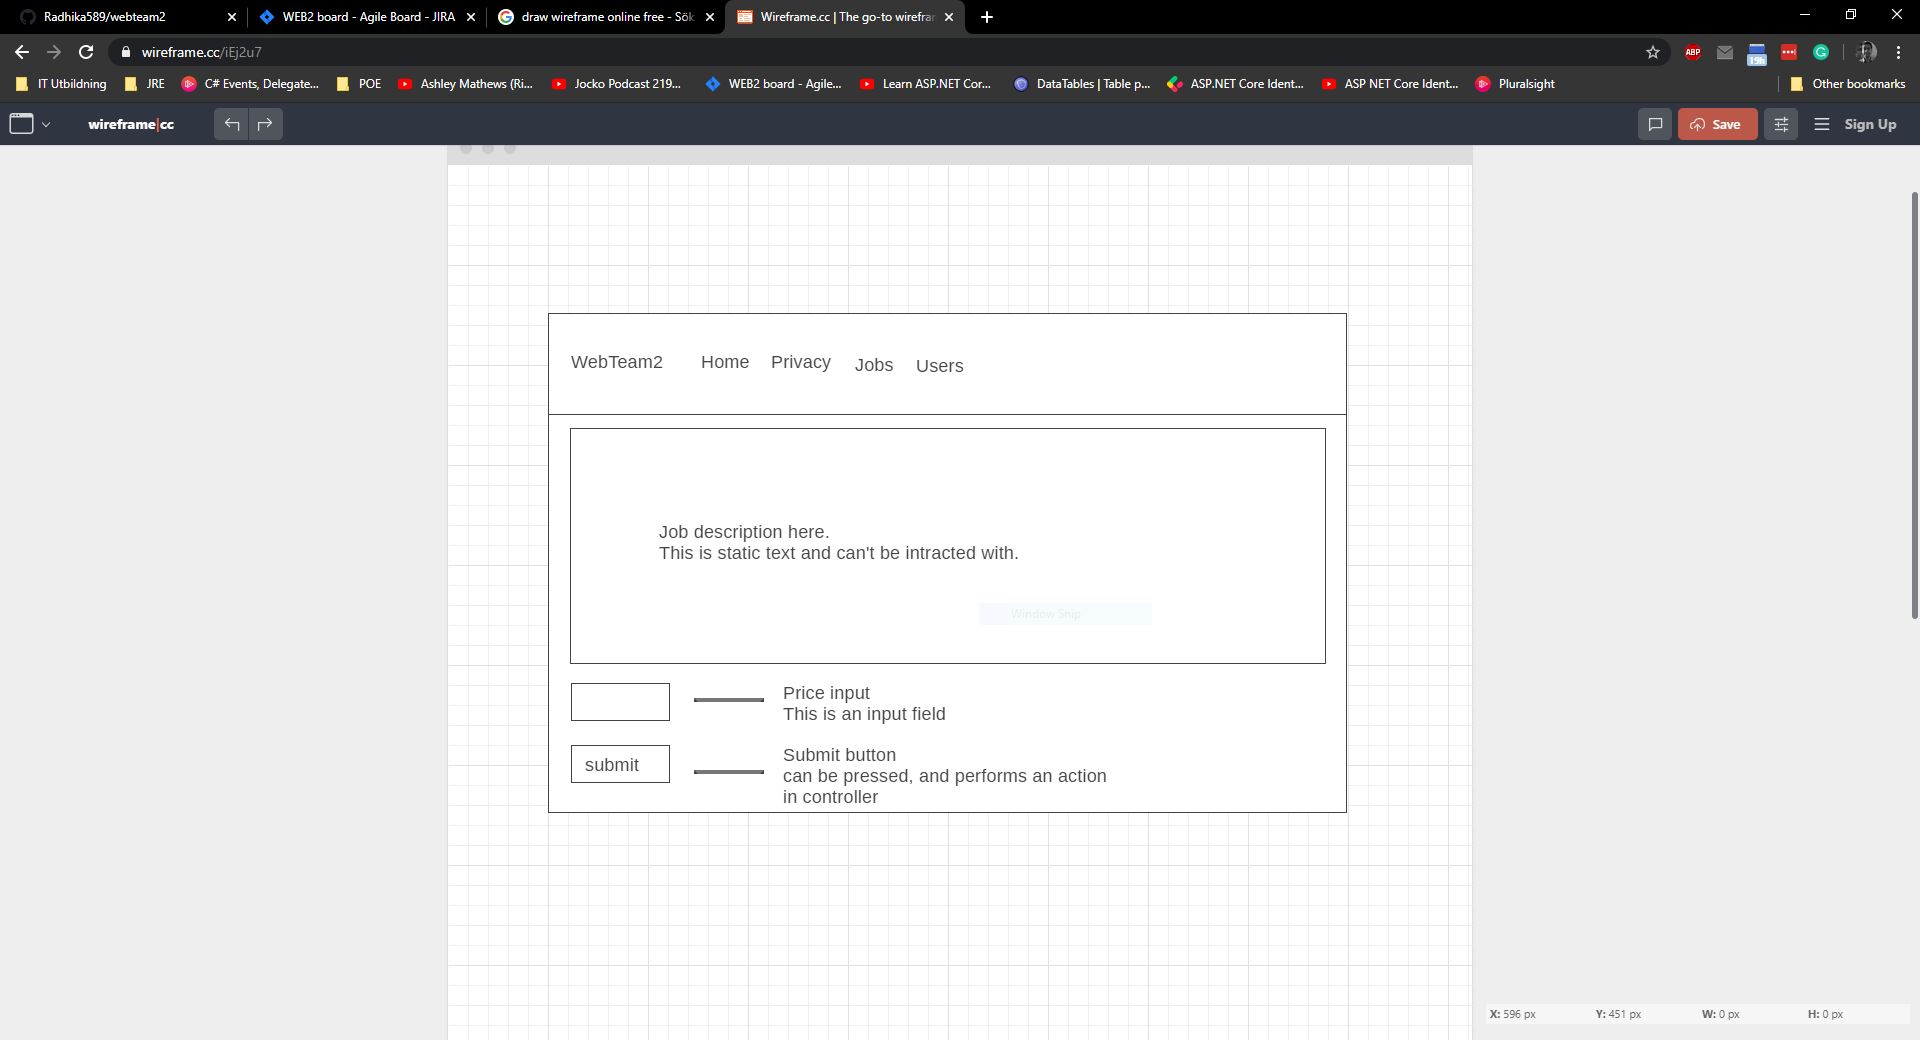 Radhika589/webteam2
WEB2 board - Agile Board - JIRA
draw wireframe online free - Sök
Wireframe.cc | The go-to wirefra
wireframe.cc/iEj2u7
ABP
19h
G
IT Utbildning
JRE
C# Events, Delegate...
POE
Ashley Mathews (Ri...
Jocko Podcast 219...
WEB2 board - Agile...
Learn ASP.NET Cor...
DataTables | Table p...
ASP.NET Core Ident...
ASP NET Core Ident...
Pluralsight
Other bookmarks
wireframe|cc
Save
Sign Up
WebTeam2
Home
Privacy
Jobs
Users
Job description here.
This is static text and can't be intracted with.
Window Snip
Price input
This is an input field
submit
Submit button
can be pressed, and performs an action
in controller
X: 596 px
Y: 451 px
W: 0 px
H: 0 px